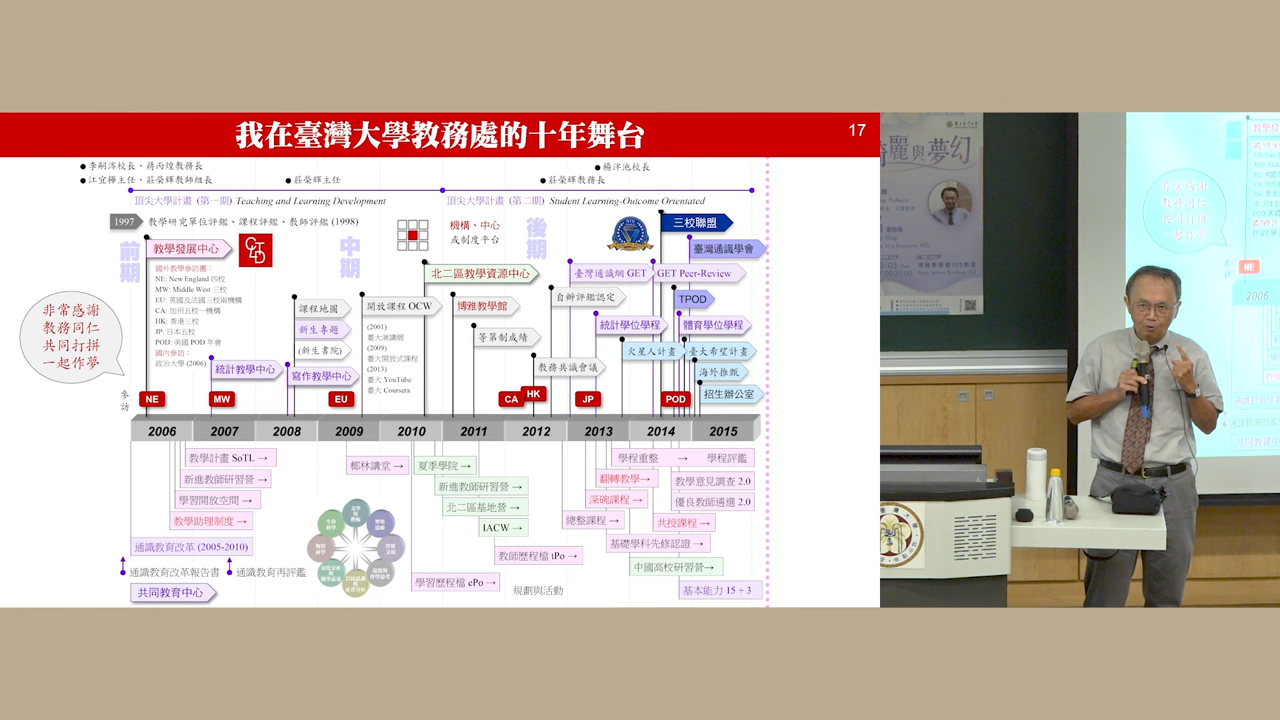 我在臺灣大學教務處的十年舞台
17
● 李嗣涔校長、蔣丙煌教務長
● 江宜樺主任、莊榮輝教師組長
● 莊榮輝主任
● 楊泮池校長
● 莊榮輝教務長
頂尖大學計畫 (第一期) Teaching and Learning Development
頂尖大學計畫 (第二期) Student Learning-Outcome Orientated
1997
教學研究單位評鑑、課程評鑑、教師評鑑 (1998)
前期
中期
後期
機構、中心
或制度平台
三校聯盟
臺灣通識學會
教學發展中心
CTLD
國外教學參訪團：
NE: New England 四校
MW: Middle West 三校
EU: 英國及法國三校兩機構
CA: 加州五校一機構
HK: 香港三校
JP: 日本五校
POD: 美國 POD 年會
國內參訪：
政治大學 (2006)
北二區教學資源中心
臺灣通識網 GET
GET Peer-Review
課程地圖
新生專題
(新生書院)
開放課程 OCW
(2001)
臺大演講網
(2009)
臺大開放式課程
(2013)
臺大 YouTube
臺大 Coursera
博雅教學館
等第制成績
自辦評鑑認定
TPOD
統計學位學程
體育學位學程
火星人計畫
臺大希望計畫
教務共識會議
海外推甄
招生辦公室
統計教學中心
寫作教學中心
非常感謝
教務同仁
共同打拼
一起作夢
參訪
NE
MW
EU
CA
HK
JP
POD
2006
2007
2008
2009
2010
2011
2012
2013
2014
2015
教學計畫 SoTL →
新進教師研習營 →
學習開放空間 →
教學助理制度 →
通識教育改革 (2005-2010)
通識教育改革報告書
通識教育再評鑑
共同教育中心
椰林講堂 →
夏季學院 →
新進教師研習營 →
北二區基地營 →
IACW →
教師歷程檔 tPo →
學習歷程檔 ePo →
規劃與活動
學程重整 → 學程評鑑
翻轉教學→
教學意見調查 2.0
深碗課程 →
優良教師遴選 2.0
總整課程 →
共授課程 →
基礎學科先修認證 →
中國高校研習營→
基本能力 15 + 3
綺麗與夢幻
非常感謝
教務同仁
共同打拼
一起作夢
NE
2006